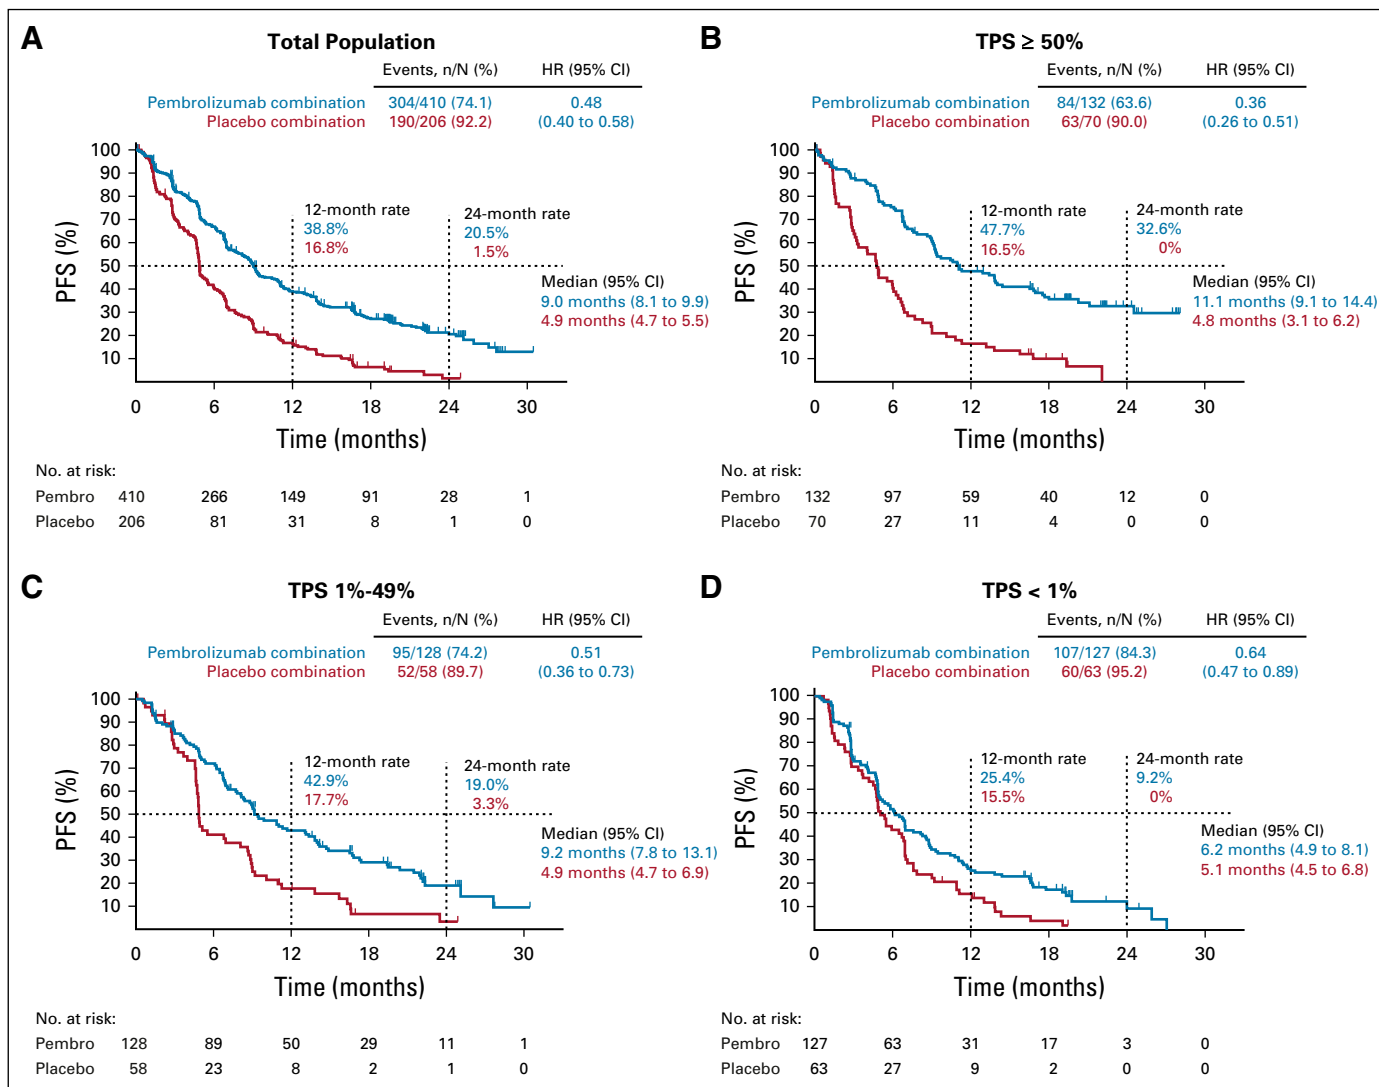 A
Total Population
Events, n/N (%) HR (95% CI)
Pembrolizumab combination 304/410 (74.1) 0.48
Placebo combination 190/206 (92.2) (0.40 to 0.58)
PFS (%)
100
90
80
70
60
50
40
30
20
10
12-month rate
38.8%
16.8%
24-month rate
20.5%
1.5%
Median (95% CI)
9.0 months (8.1 to 9.9)
4.9 months (4.7 to 5.5)
0 6 12 18 24 30
Time (months)
No. at risk:
Pembro 410 266 149 91 28 1
Placebo 206 81 31 8 1 0
B
TPS ≥ 50%
Events, n/N (%) HR (95% CI)
Pembrolizumab combination 84/132 (63.6) 0.36
Placebo combination 63/70 (90.0) (0.26 to 0.51)
PFS (%)
100
90
80
70
60
50
40
30
20
10
12-month rate
47.7%
16.5%
24-month rate
32.6%
0%
Median (95% CI)
11.1 months (9.1 to 14.4)
4.8 months (3.1 to 6.2)
0 6 12 18 24 30
Time (months)
No. at risk:
Pembro 132 97 59 40 12 0
Placebo 70 27 11 4 0 0
C
TPS 1%-49%
Events, n/N (%) HR (95% CI)
Pembrolizumab combination 95/128 (74.2) 0.51
Placebo combination 52/58 (89.7) (0.36 to 0.73)
PFS (%)
100
90
80
70
60
50
40
30
20
10
12-month rate
42.9%
17.7%
24-month rate
19.0%
3.3%
Median (95% CI)
9.2 months (7.8 to 13.1)
4.9 months (4.7 to 6.9)
0 6 12 18 24 30
Time (months)
No. at risk:
Pembro 128 89 50 29 11 1
Placebo 58 23 8 2 1 0
D
TPS < 1%
Events, n/N (%) HR (95% CI)
Pembrolizumab combination 107/127 (84.3) 0.64
Placebo combination 60/63 (95.2) (0.47 to 0.89)
PFS (%)
100
90
80
70
60
50
40
30
20
10
12-month rate
25.4%
15.5%
24-month rate
9.2%
0%
Median (95% CI)
6.2 months (4.9 to 8.1)
5.1 months (4.5 to 6.8)
0 6 12 18 24 30
Time (months)
No. at risk:
Pembro 127 63 31 17 3 0
Placebo 63 27 9 2 0 0